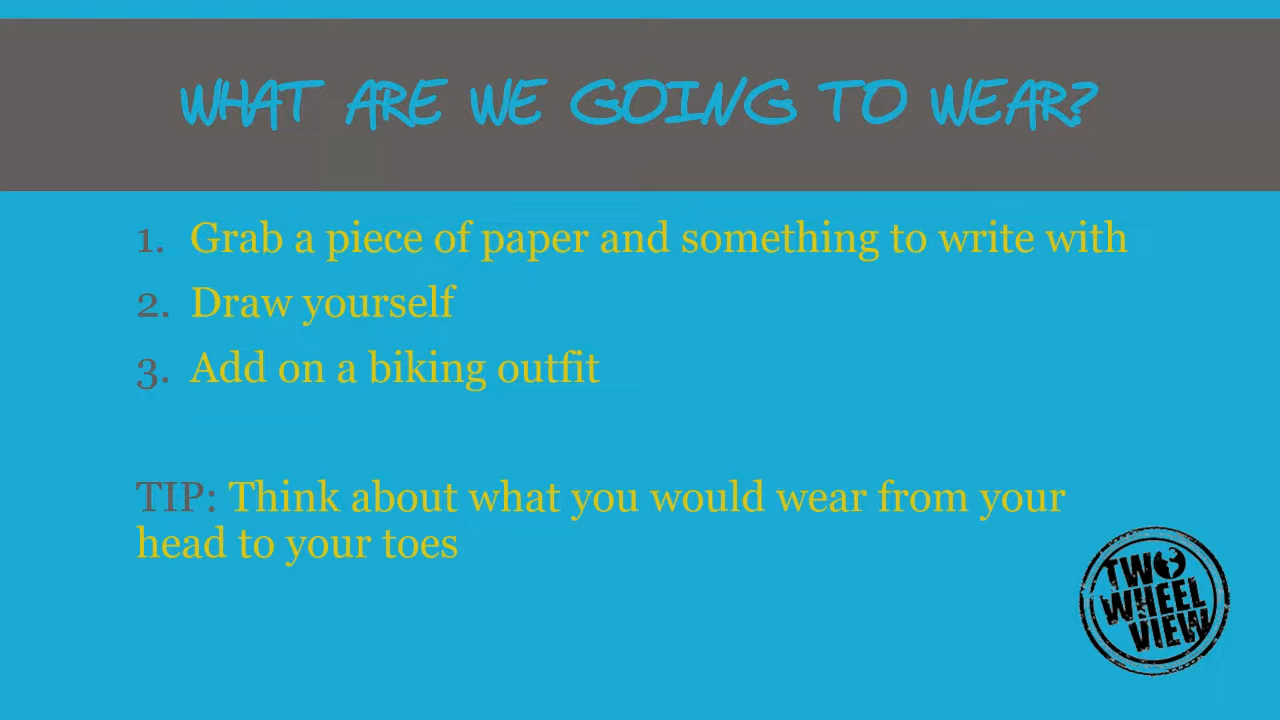 WHAT ARE WE GOING TO WEAR?
1. Grab a piece of paper and something to write with
2. Draw yourself
3. Add on a biking outfit
TIP: Think about what you would wear from your
head to your toes
TWO
WHEEL
VIEW